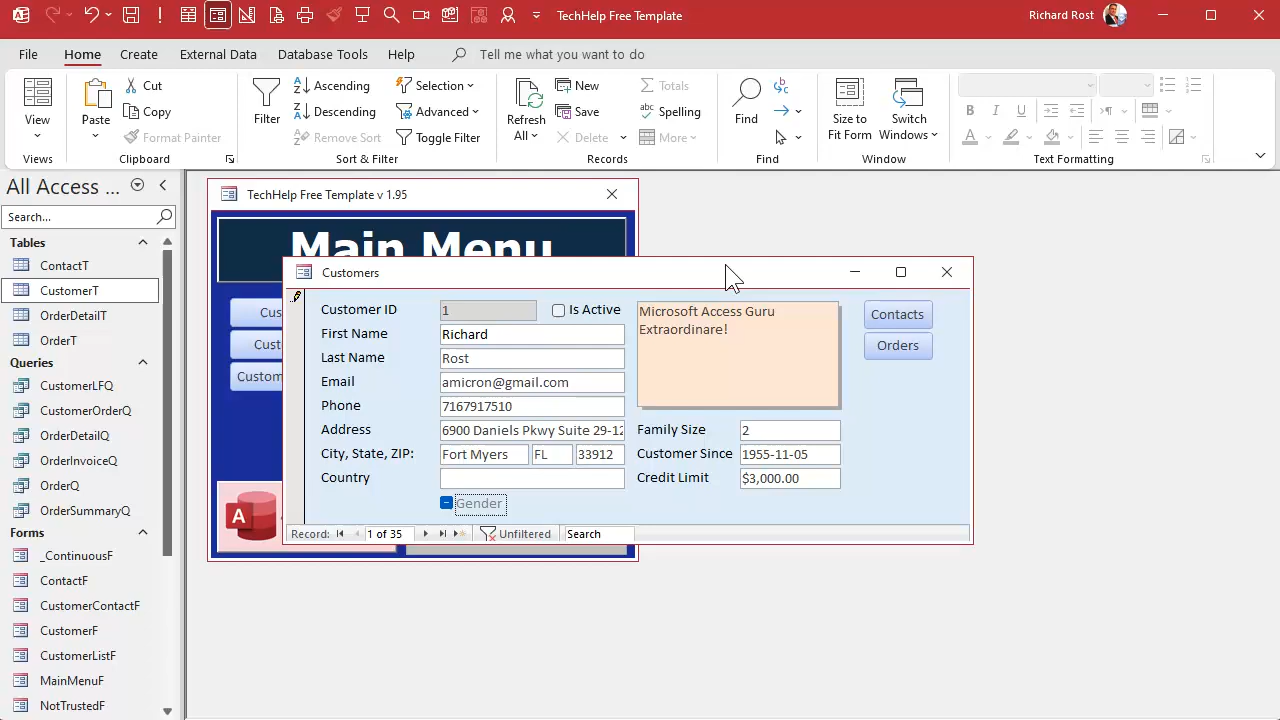 TechHelp Free Template
Richard Rost
File
Home
Create
External Data
Database Tools
Help
Tell me what you want to do
View
Views
Paste
Cut
Copy
Format Painter
Clipboard
Filter
Ascending
Descending
Remove Sort
Selection
Advanced
Toggle Filter
Sort & Filter
Refresh
All
New
Save
Delete
Totals
Spelling
More
Records
Find
Find
Size to
Fit Form
Switch
Windows
Window
B I U
A
Text Formatting
All Access ...
Search...
Tables
ContactT
CustomerT
OrderDetailT
OrderT
Queries
CustomerLFQ
CustomerOrderQ
OrderDetailQ
OrderInvoiceQ
OrderQ
OrderSummaryQ
Forms
_ContinuousF
ContactF
CustomerContactF
CustomerF
CustomerListF
MainMenuF
NotTrustedF
TechHelp Free Template v 1.95
Main Menu
Cus
Cust
Custom
A
Customers
Customer ID 1 Is Active
First Name Richard
Last Name Rost
Email amicron@gmail.com
Phone 7167917510
Address 6900 Daniels Pkwy Suite 29-12
City, State, ZIP: Fort Myers FL 33912
Country
Gender
Microsoft Access Guru
Extraordinare!
Family Size 2
Customer Since 1955-11-05
Credit Limit $3,000.00
Contacts
Orders
Record: 1 of 35 Unfiltered Search